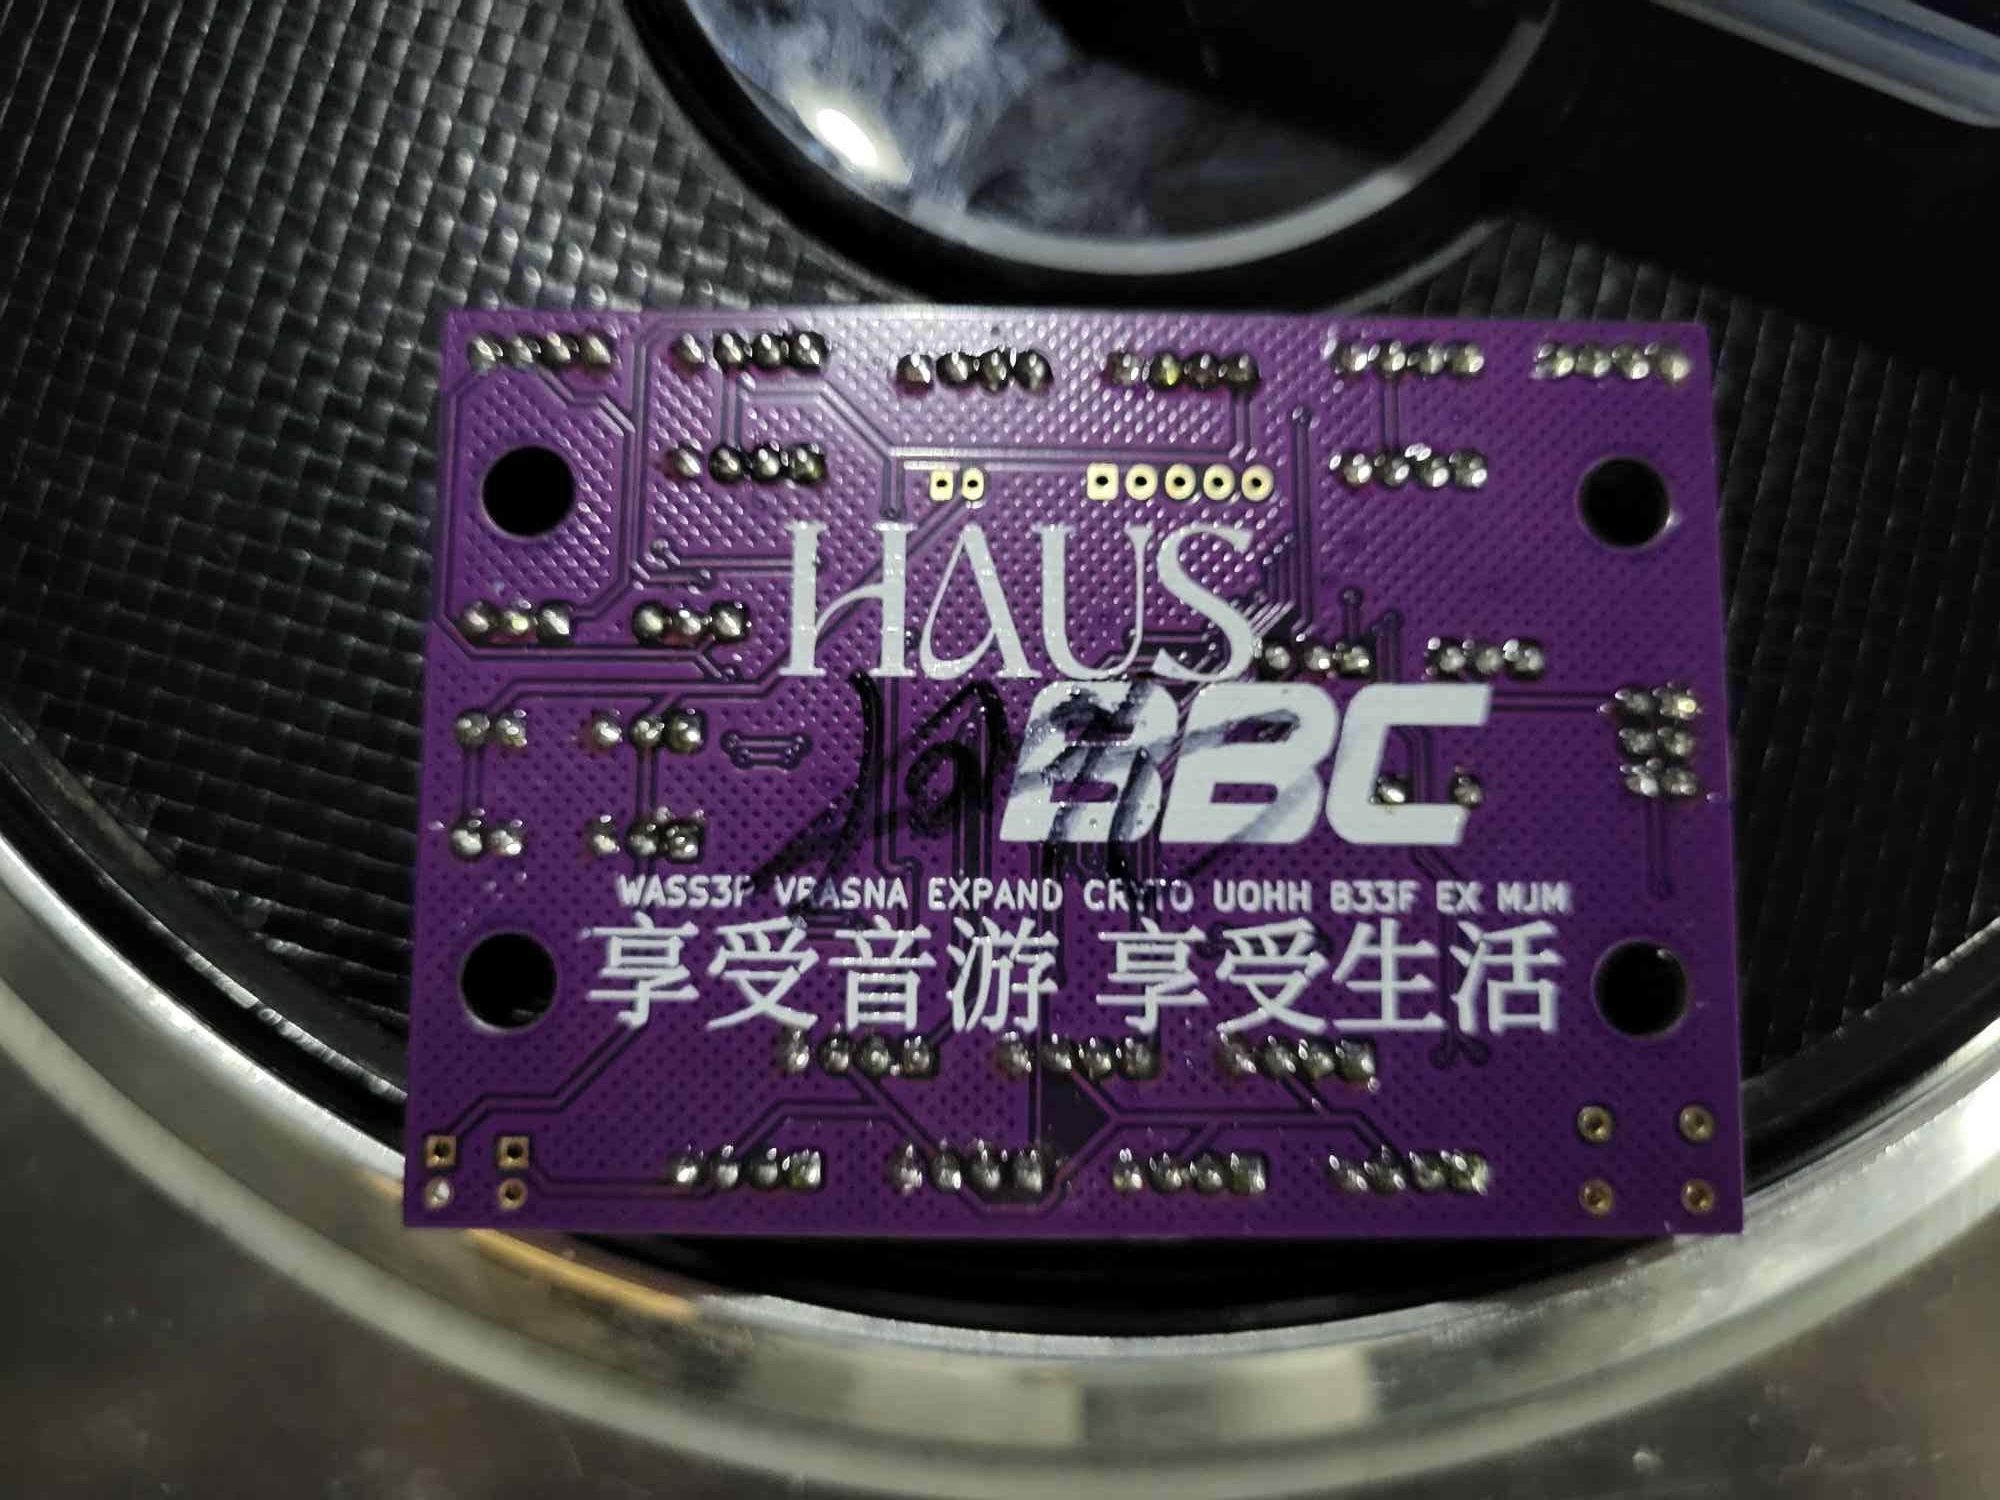 HAUS
BBC
WASS3P VRASNA EXPAND CRYTO UOHH B33F EX MJM
享受音游 享受生活